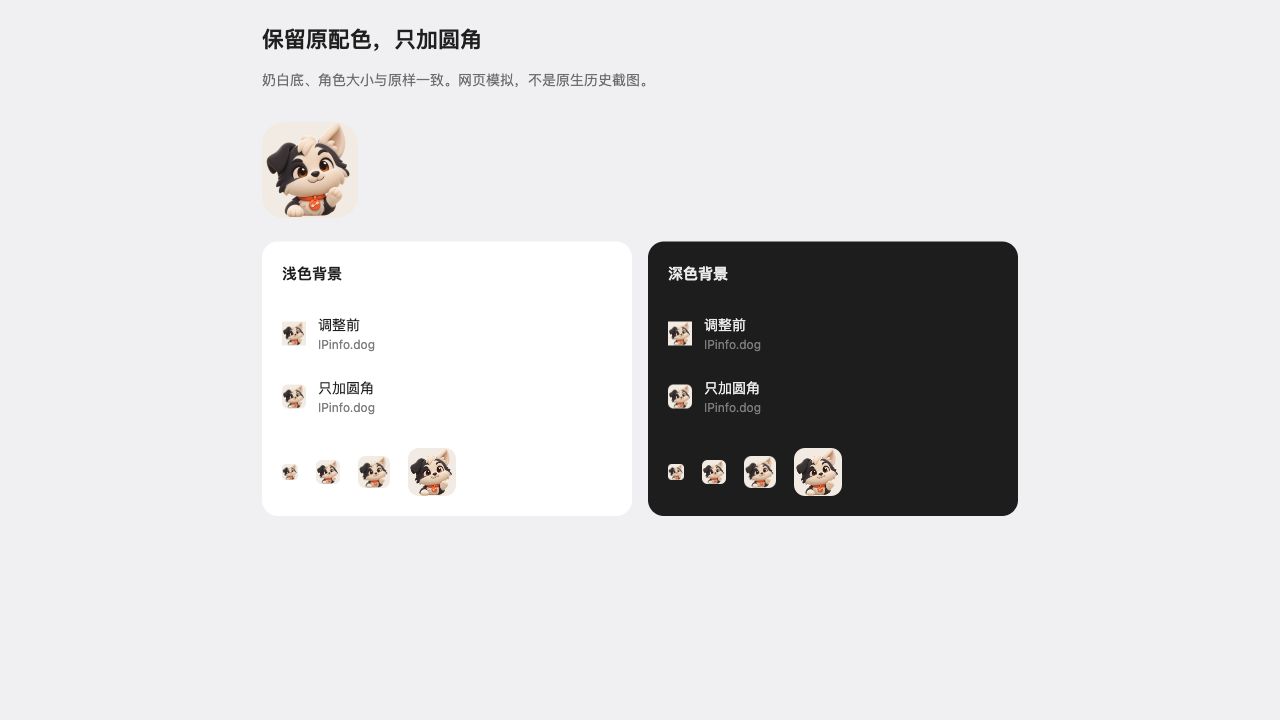 保留原配色，只加圆角
奶白底、角色大小与原样一致。网页模拟，不是原生历史截图。
浅色背景
调整前
IPinfo.dog
只加圆角
IPinfo.dog
深色背景
调整前
IPinfo.dog
只加圆角
IPinfo.dog